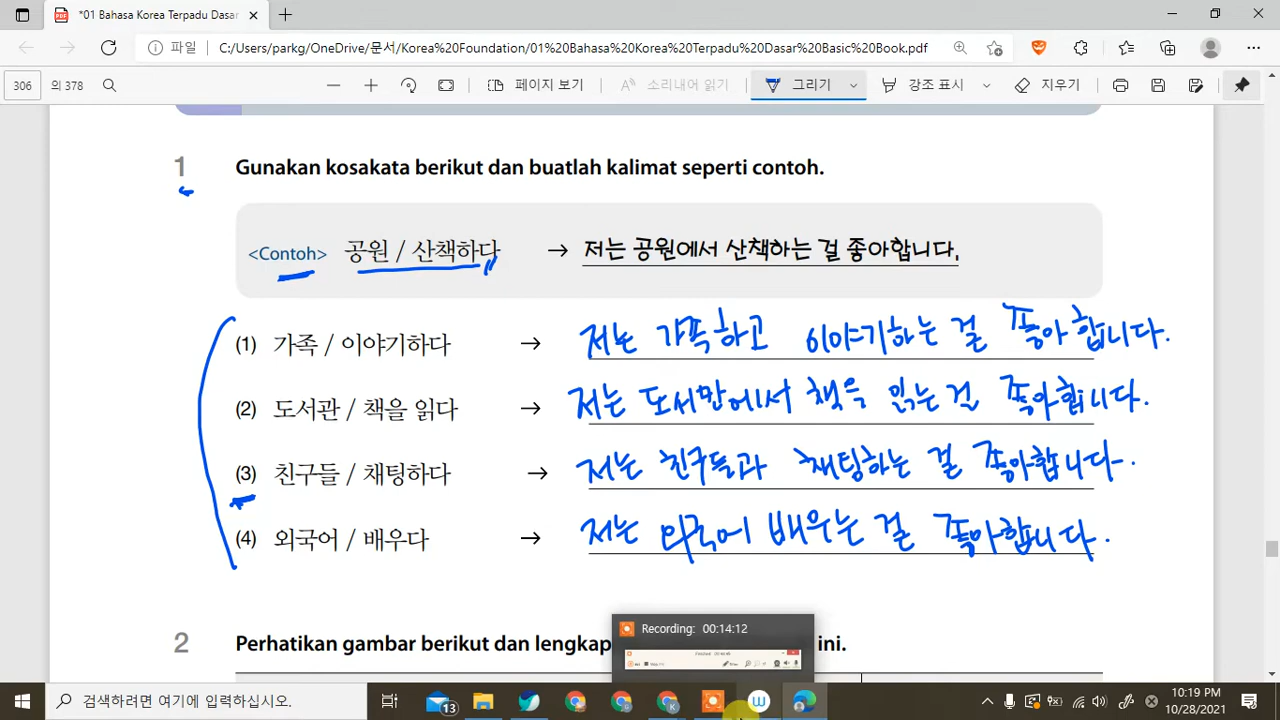 *01 Bahasa Korea Terpadu Dasar
파일 C:/Users/parkg/OneDrive/문서/Korea%20Foundation/01%20Bahasa%20Korea%20Terpadu%20Dasar%20Basic%20Book.pdf
306 의 378 페이지 보기 소리내어 읽기 그리기 강조 표시 지우기
1 Gunakan kosakata berikut dan buatlah kalimat seperti contoh.
<Contoh> 공원 / 산책하다 → 저는 공원에서 산책하는 걸 좋아합니다.
(1) 가족 / 이야기하다 → 저는 가족하고 이야기하는 걸 좋아합니다.
(2) 도서관 / 책을 읽다 → 저는 도서관에서 책을 읽는 걸 좋아합니다.
(3) 친구들 / 채팅하다 → 저는 친구들과 채팅하는 걸 좋아합니다.
(4) 외국어 / 배우다 → 저는 외국어 배우는 걸 좋아합니다.
Recording: 00:14:12
2 Perhatikan gambar berikut dan lengkap ini.
검색하려면 여기에 입력하십시오.
13
10:19 PM
10/28/2021